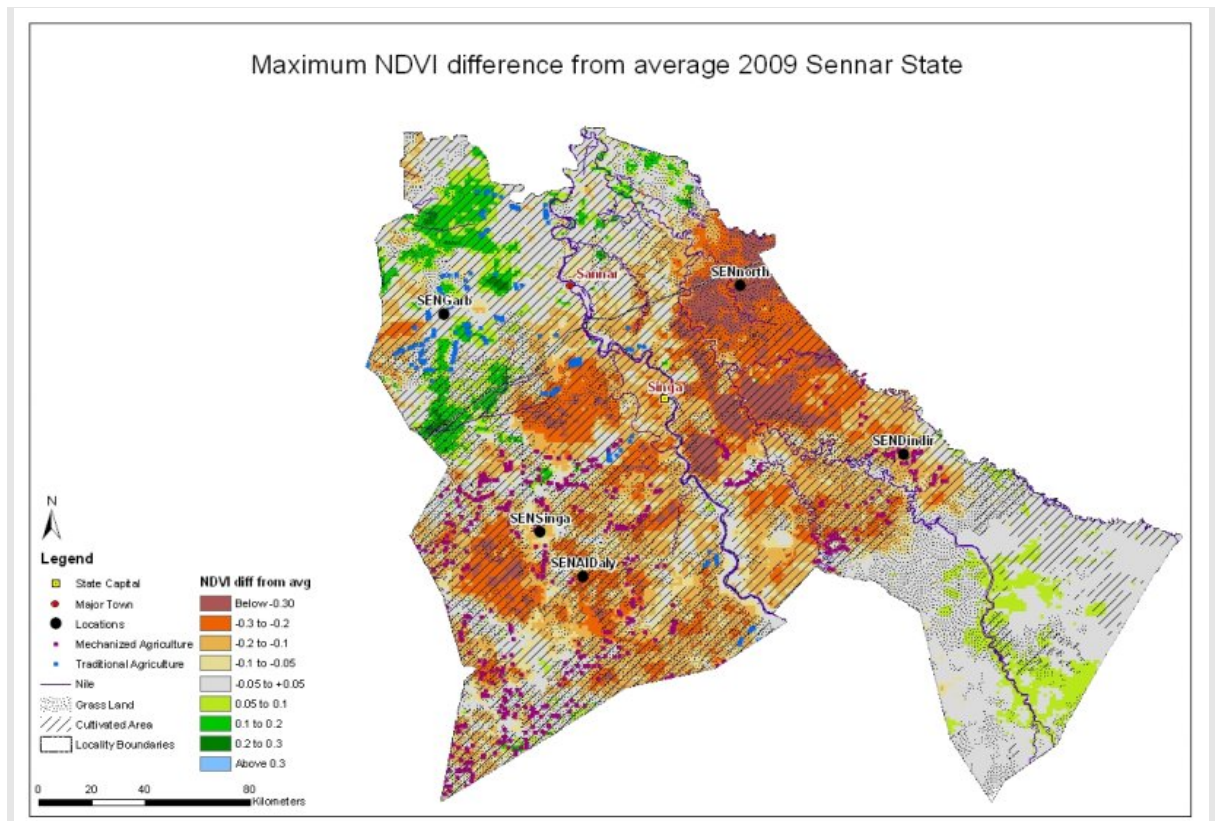 Maximum NDVI difference from average 2009 Sennar State
SENnorth
Sannar
SENGarb
Singa
SENDindir
SENSinga
SENAlDaly
N
Legend
State Capital
Major Town
Locations
Mechanized Agriculture
Traditional Agriculture
Nile
Grass Land
Cultivated Area
Locality Boundaries
NDVI diff from avg
Below -0.30
-0.3 to -0.2
-0.2 to -0.1
-0.1 to -0.05
-0.05 to +0.05
0.05 to 0.1
0.1 to 0.2
0.2 to 0.3
Above 0.3
0 20 40 80
Kilometers